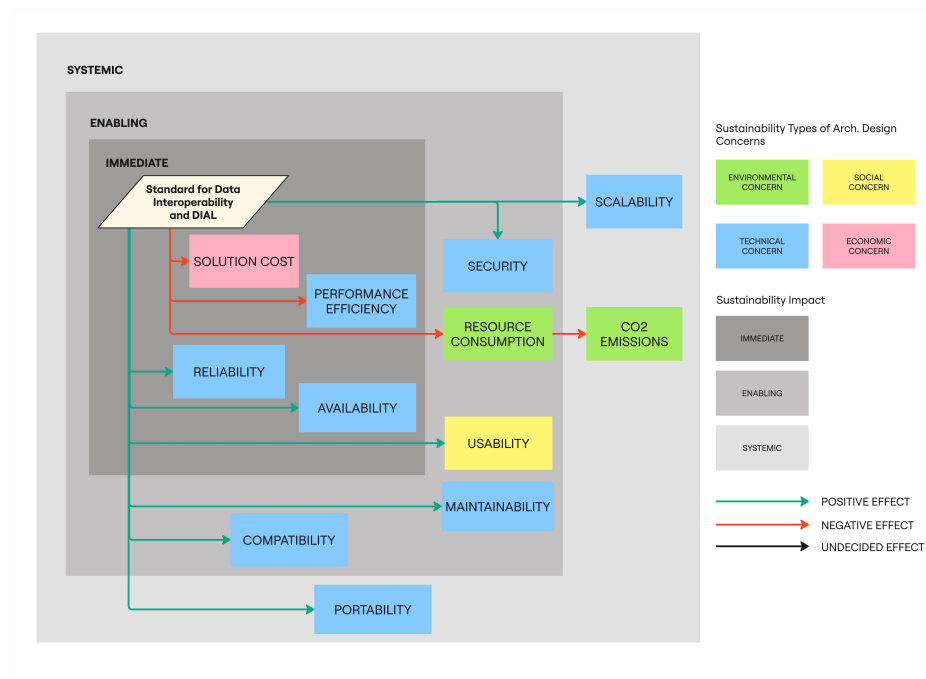 SYSTEMIC
ENABLING
IMMEDIATE
Standard for Data
Interoperability
and DIAL
SCALABILITY
SOLUTION COST
SECURITY
PERFORMANCE
EFFICIENCY
RESOURCE
CONSUMPTION
CO2
EMISSIONS
RELIABILITY
AVAILABILITY
USABILITY
MAINTAINABILITY
COMPATIBILITY
PORTABILITY
Sustainability Types of Arch. Design
Concerns
ENVIRONMENTAL
CONCERN
SOCIAL
CONCERN
TECHNICAL
CONCERN
ECONOMIC
CONCERN
Sustainability Impact
IMMEDIATE
ENABLING
SYSTEMIC
POSITIVE EFFECT
NEGATIVE EFFECT
UNDECIDED EFFECT